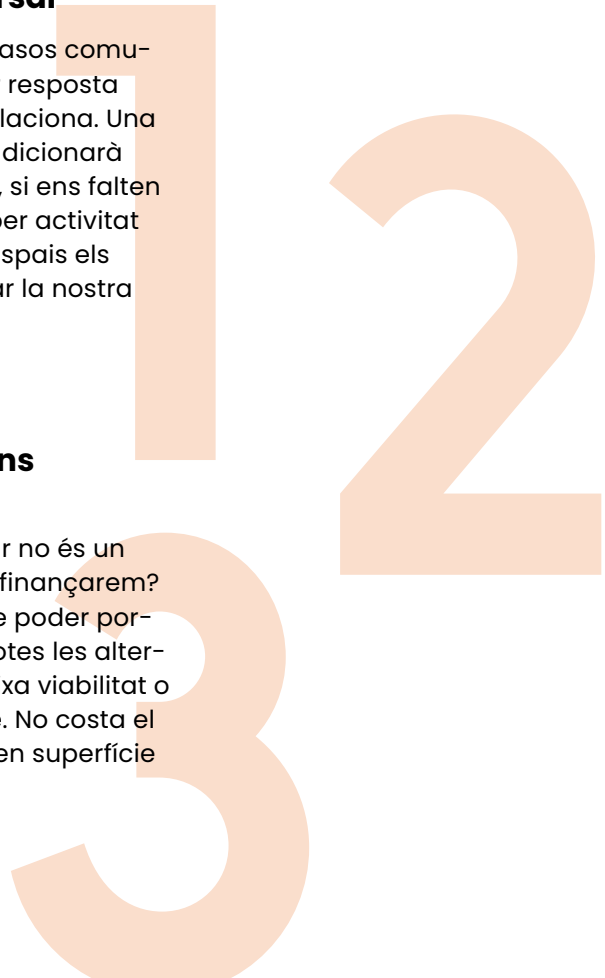 rsal
asos comu-
resposta
laciona. Una
dicionarà
, si ens falten
per activitat
spais els
ar la nostra
1
2
ns
r no és un
finançarem?
e poder por-
otes les alter-
xa viabilitat o
. No costa el
en superfície
3